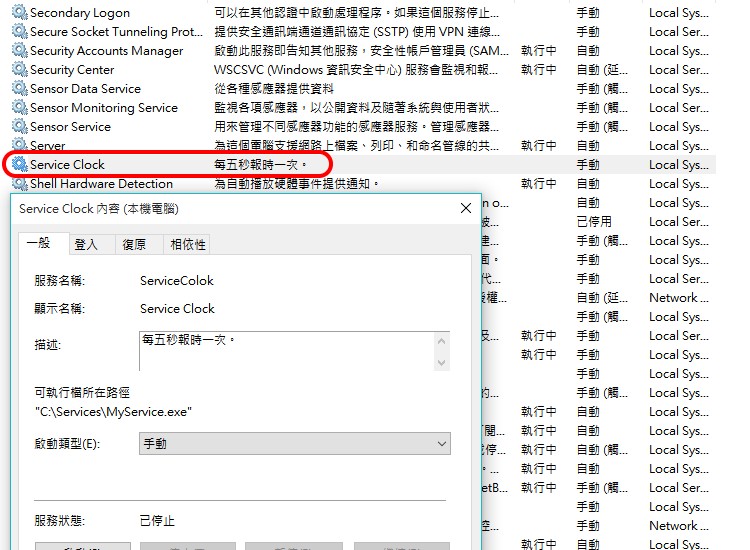 Secondary Logon 可以在其他認證中啟動處理程序。如果這個服務停止... 手動 Local Sys...
Secure Socket Tunneling Prot... 提供安全通訊端通道通訊協定 (SSTP) 使用 VPN 連線... 手動 Local Ser...
Security Accounts Manager 啟動此服務即告知其他服務，安全性帳戶管理員 (SAM... 執行中 自動 Local Sys...
Security Center WSCSVC (Windows 資訊安全中心) 服務會監視和報... 執行中 自動 (延... Local Ser...
Sensor Data Service 從各種感應器提供資料 手動 (觸... Local Sys...
Sensor Monitoring Service 監視各項感應器，以公開資料及隨著系統與使用者狀... 手動 (觸... Local Ser...
Sensor Service 用來管理不同感應器功能的感應器服務。管理感應器... 手動 (觸... Local Sys...
Server 為這個電腦支援網路上檔案、列印、和命名管線的共... 執行中 自動 Local Sys...
Service Clock 每五秒報時一次。 手動 Local Sys...
Shell Hardware Detection 為自動播放硬體事件提供通知。 執行中 自動 Local Sys...
Service Clock 內容 (本機電腦)
一般 登入 復原 相依性
服務名稱: ServiceColok
顯示名稱: Service Clock
描述: 每五秒報時一次。
可執行檔所在路徑
"C:\Services\MyService.exe"
啟動類型(E): 手動
服務狀態: 已停止
n o... 自動 Local Sys...
已停用 Local Ser...
建... 手動 (觸... Local Sys...
面。 手動 Local Sys...
代... 手動 Local Ser...
授權... 自動 (延... Network ...
手動 (觸... Local Sys...
及... 執行中 自動 Local Sys...
執行中 手動 Local Sys...
手動 Local Sys...
的... 手動 (觸... Local Sys...
執行中 自動 Local Sys...
執行中 自動 Local Sys...
執行中 自動 (觸... Local Sys...
執行中 自動 Local Sys...
etB... 執行中 手動 (觸... Local Ser...
手動 Local Sys...
控... 手動 Network ...
執行中 自動 Local Sys...